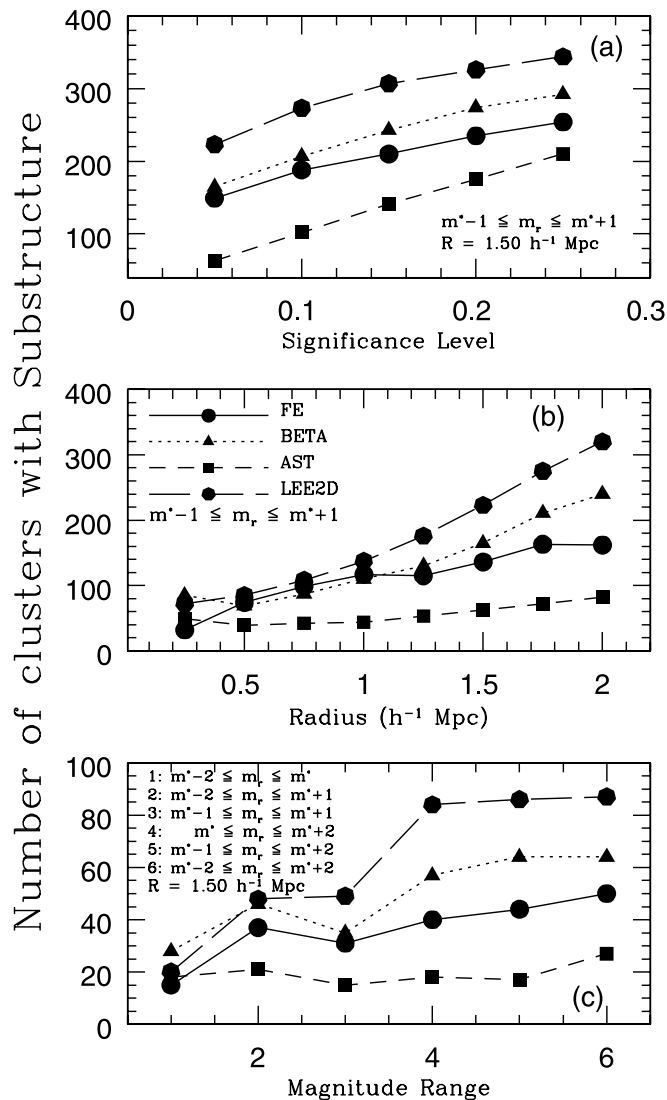 Number of clusters with Substructure
400
300
200
100
(a)
m*−1 ≦ m_r ≦ m*+1
R = 1.50 h⁻¹ Mpc
0 0.1 0.2 0.3
Significance Level
400
300
200
100
0
FE
BETA
AST
LEE2D
m*−1 ≦ m_r ≦ m*+1
(b)
0.5 1 1.5 2
Radius (h⁻¹ Mpc)
100
80
60
40
20
0
1: m*−2 ≦ m_r ≦ m*
2: m*−2 ≦ m_r ≦ m*+1
3: m*−1 ≦ m_r ≦ m*+1
4: m* ≦ m_r ≦ m*+2
5: m*−1 ≦ m_r ≦ m*+2
6: m*−2 ≦ m_r ≦ m*+2
R = 1.50 h⁻¹ Mpc
(c)
2 4 6
Magnitude Range